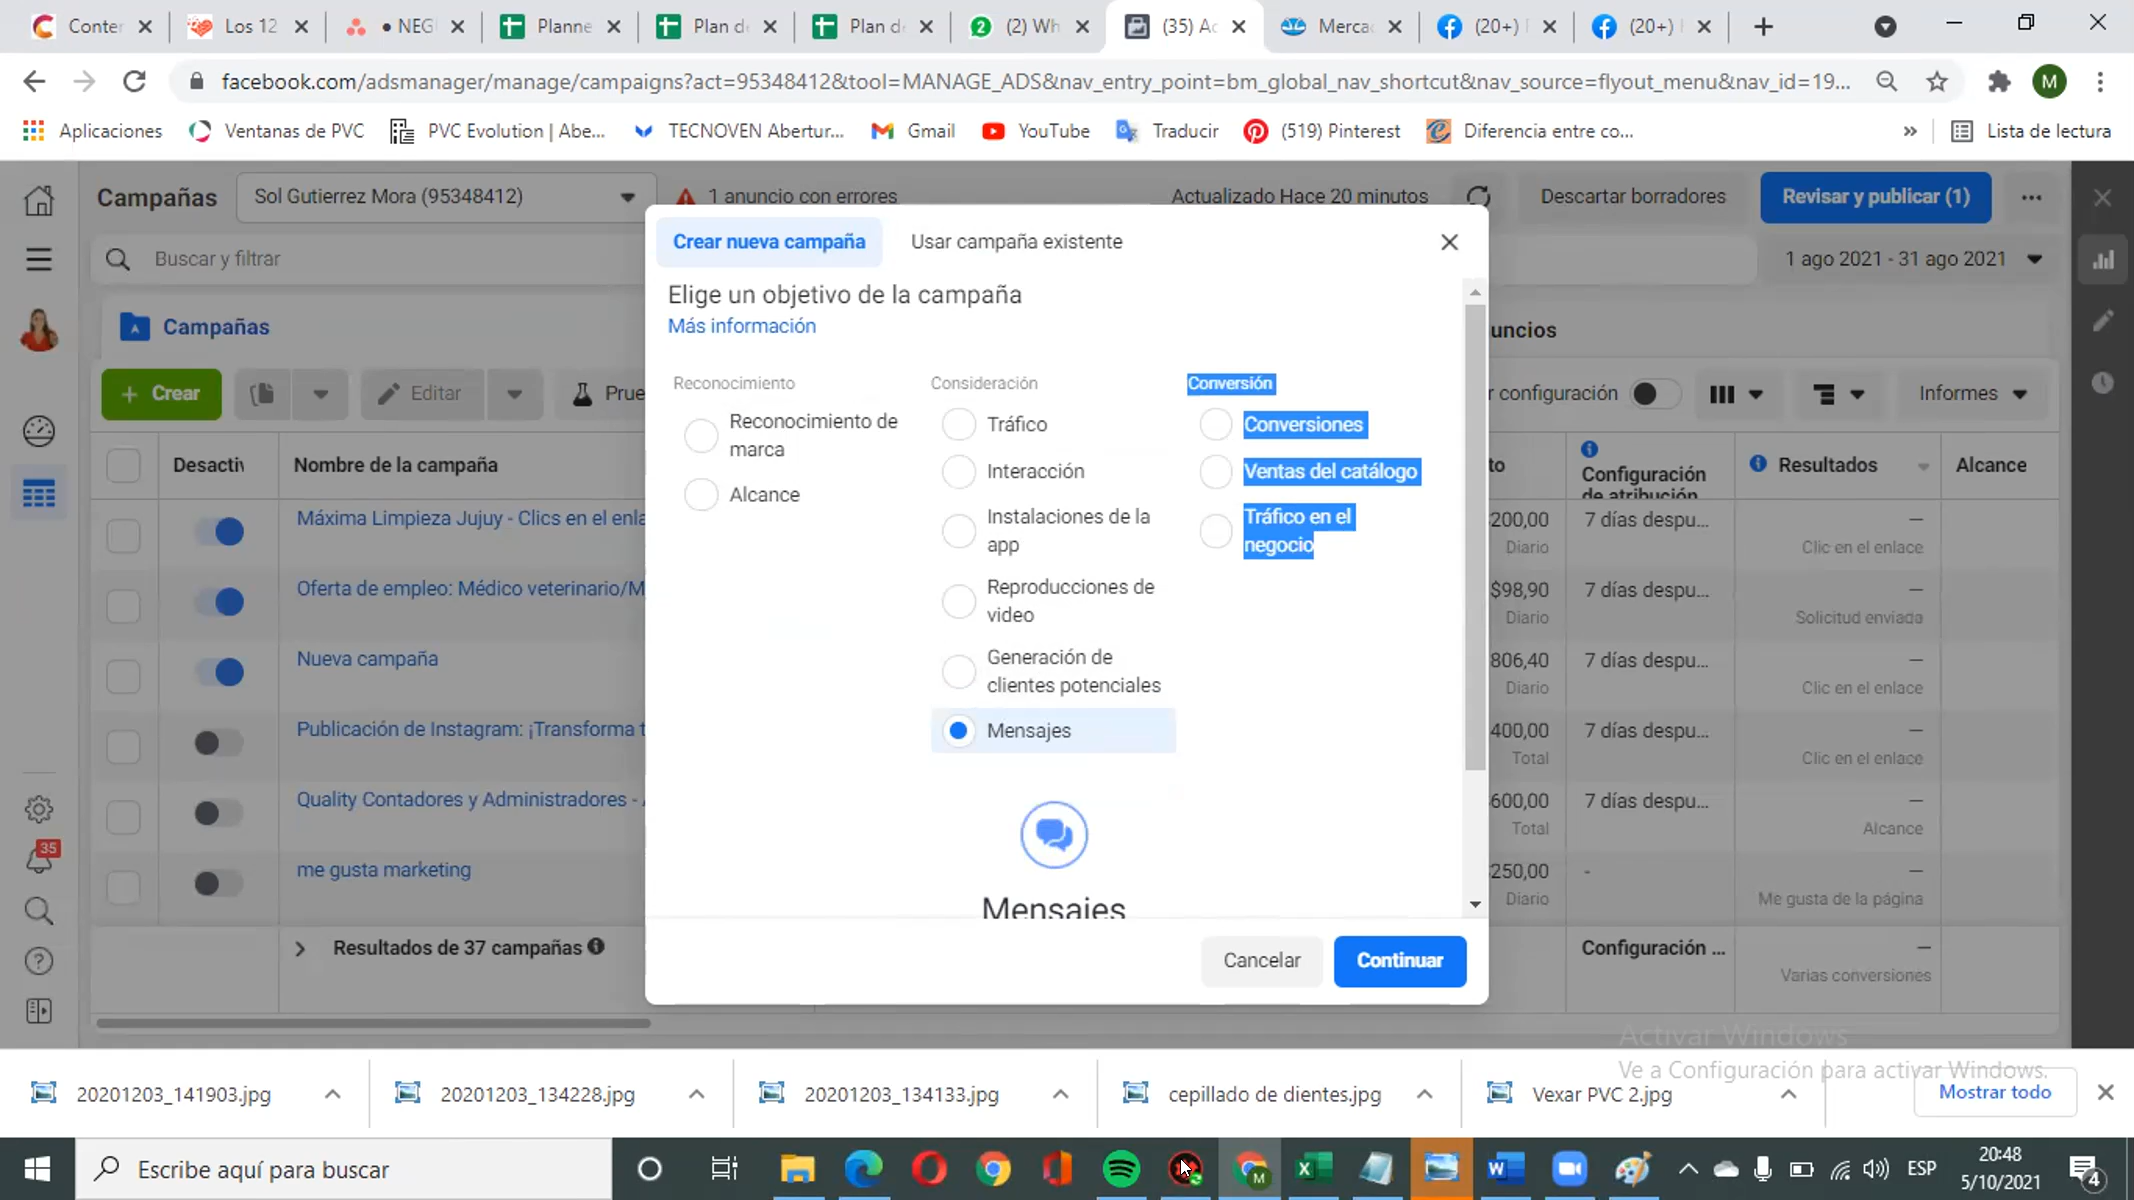 Conter
Los 12
• NEG
Planne
Plan d
Plan d
(2) Wh
(35) Ac
Merca
(20+)
(20+)
facebook.com/adsmanager/manage/campaigns?act=95348412&tool=MANAGE_ADS&nav_entry_point=bm_global_nav_shortcut&nav_source=flyout_menu&nav_id=19...
M
Aplicaciones
Ventanas de PVC
PVC Evolution | Abe...
TECNOVEN Abertur...
Gmail
YouTube
Traducir
(519) Pinterest
Diferencia entre co...
»
Lista de lectura
Campañas
Sol Gutierrez Mora (95348412)
1 anuncio con errores
Actualizado Hace 20 minutos
Descartar borradores
Revisar y publicar (1)
Buscar y filtrar
1 ago 2021 - 31 ago 2021
Campañas
uncios
+ Crear
Editar
Prue
r configuración
Informes
Crear nueva campaña
Usar campaña existente
Elige un objetivo de la campaña
Más información
Reconocimiento
Reconocimiento de
marca
Alcance
Consideración
Tráfico
Interacción
Instalaciones de la
app
Reproducciones de
video
Generación de
clientes potenciales
Mensajes
Conversión
Conversiones
Ventas del catálogo
Tráfico en el
negocio
Mensajes
Cancelar
Continuar
Desactiv
Nombre de la campaña
to
Configuración
de atribución
Resultados
Alcance
Máxima Limpieza Jujuy - Clics en el enla
200,00
Diario
7 días despu...
—
Clic en el enlace
Oferta de empleo: Médico veterinario/M
$98,90
Diario
7 días despu...
—
Solicitud enviada
Nueva campaña
806,40
Diario
7 días despu...
—
Clic en el enlace
Publicación de Instagram: ¡Transforma t
400,00
Total
7 días despu...
—
Clic en el enlace
Quality Contadores y Administradores - A
600,00
Total
7 días despu...
—
Alcance
me gusta marketing
250,00
Diario
-
—
Me gusta de la página
Resultados de 37 campañas
Configuración ...
—
Varias conversiones
35
Activar Windows
Ve a Configuración para activar Windows.
20201203_141903.jpg
20201203_134228.jpg
20201203_134133.jpg
cepillado de dientes.jpg
Vexar PVC 2.jpg
Mostrar todo
Escribe aquí para buscar
ESP
20:48
5/10/2021
4